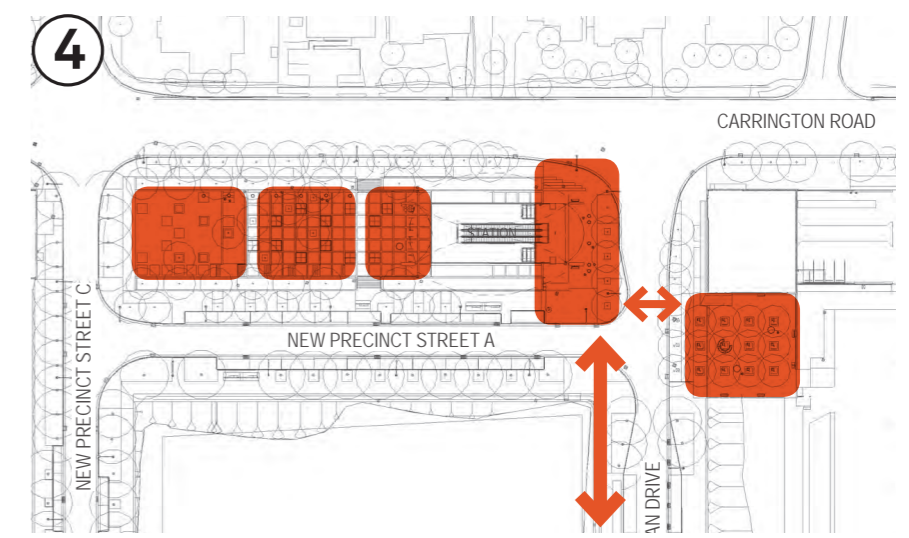 4
CARRINGTON ROAD
STATION
NEW PRECINCT STREET A
NEW PRECINCT STREET C
AN DRIVE